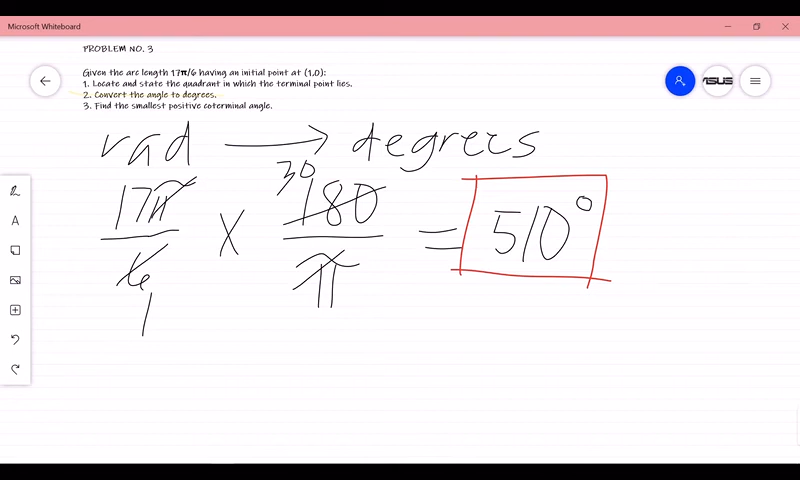 Microsoft Whiteboard
PROBLEM NO. 3
Given the arc length 17π/6 having an initial point at (1,0):
1. Locate and state the quadrant in which the terminal point lies.
2. Convert the angle to degrees.
3. Find the smallest positive coterminal angle.
ASUS
rad → degrees
30
17π/6 X 180/π = 510°
1
A